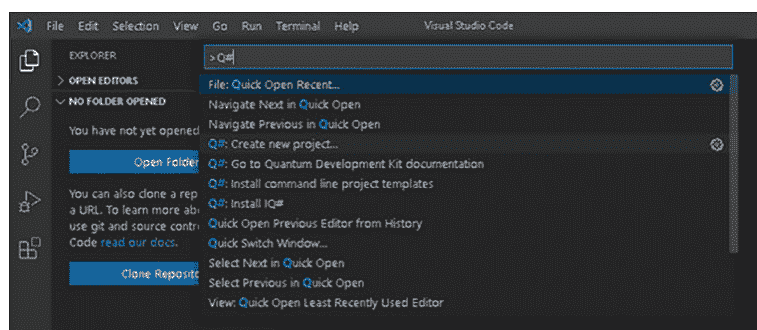 File Edit Selection View Go Run Terminal Help Visual Studio Code
EXPLORER
OPEN EDITORS
NO FOLDER OPENED
You have not yet opened
Open Folder
You can also clone a rep
a URL. To learn more abo
use git and source contr
Code read our docs.
Clone Reposito
>Q#
File: Quick Open Recent...
Navigate Next in Quick Open
Navigate Previous in Quick Open
Q#: Create new project...
Q#: Go to Quantum Development Kit documentation
Q#: Install command line project templates
Q#: Install IQ#
Quick Open Previous Editor from History
Quick Switch Window...
Select Next in Quick Open
Select Previous in Quick Open
View: Quick Open Least Recently Used Editor